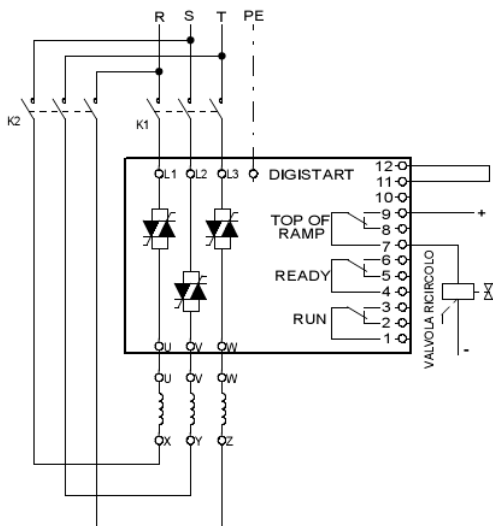 R S T PE
K2
K1
L1 L2 L3 DIGISTART
12
11
10
9
+
TOP OF
RAMP
8
7
6
READY
5
4
3
RUN
2
1
VALVOLA RICIRCOLO
-
U V W
U V W
X Y Z